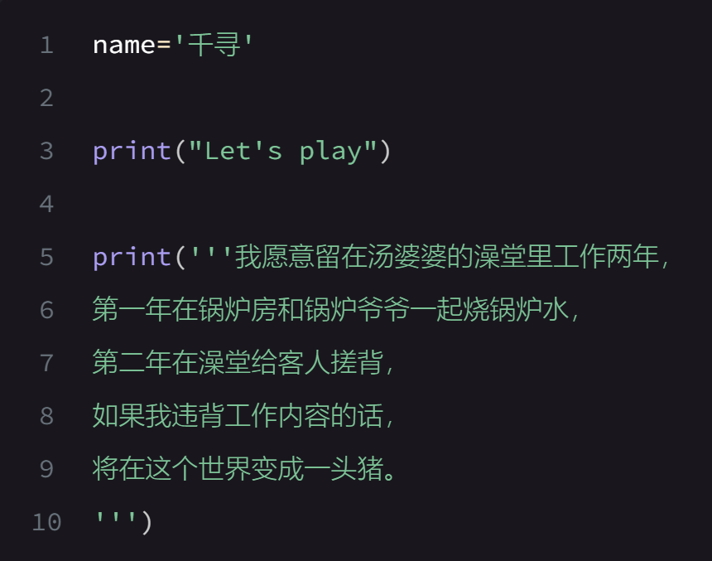 1 name='千寻'
2
3 print("Let's play")
4
5 print('''我愿意留在汤婆婆的澡堂里工作两年，
6 第一年在锅炉房和锅炉爷爷一起烧锅炉水，
7 第二年在澡堂给客人搓背，
8 如果我违背工作内容的话，
9 将在这个世界变成一头猪。
10 ''')